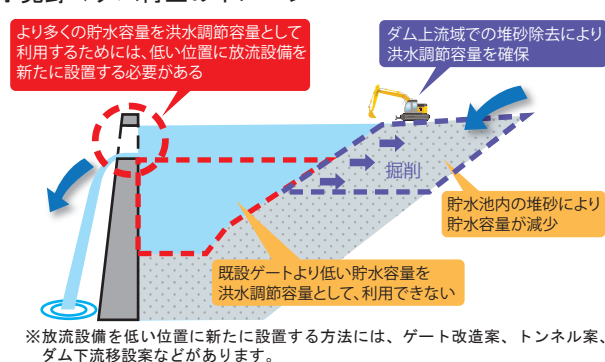 より多くの貯水容量を洪水調節容量として
利用するためには、低い位置に放流設備を
新たに設置する必要がある
ダム上流域での堆砂除去により
洪水調節容量を確保
掘削
貯水池内の堆砂により
貯水容量が減少
既設ゲートより低い貯水容量を
洪水調節容量として、利用できない
※放流設備を低い位置に新たに設置する方法には、ゲート改造案、トンネル案、
ダム下流移設案などがあります。